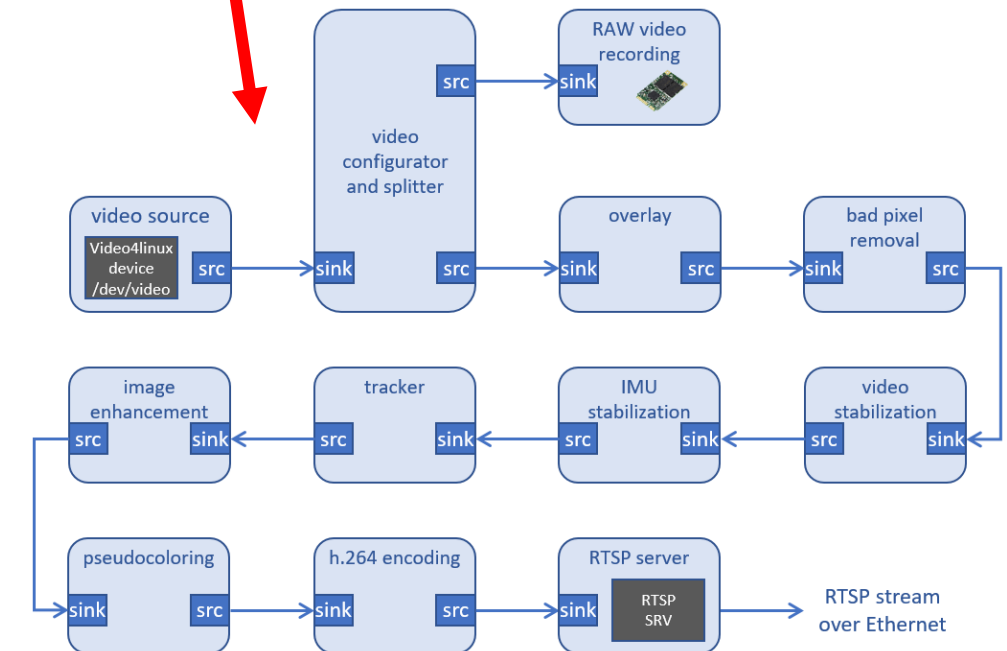 RAW video
recording
src
sink
video
configurator
and splitter
video source
Video4linux
device
/dev/video
src
sink
src
overlay
sink
src
bad pixel
removal
sink
src
image
enhancement
src
sink
tracker
src
sink
IMU
stabilization
src
sink
video
stabilization
src
sink
pseudocoloring
sink
src
h.264 encoding
sink
src
RTSP server
sink
RTSP
SRV
RTSP stream
over Ethernet